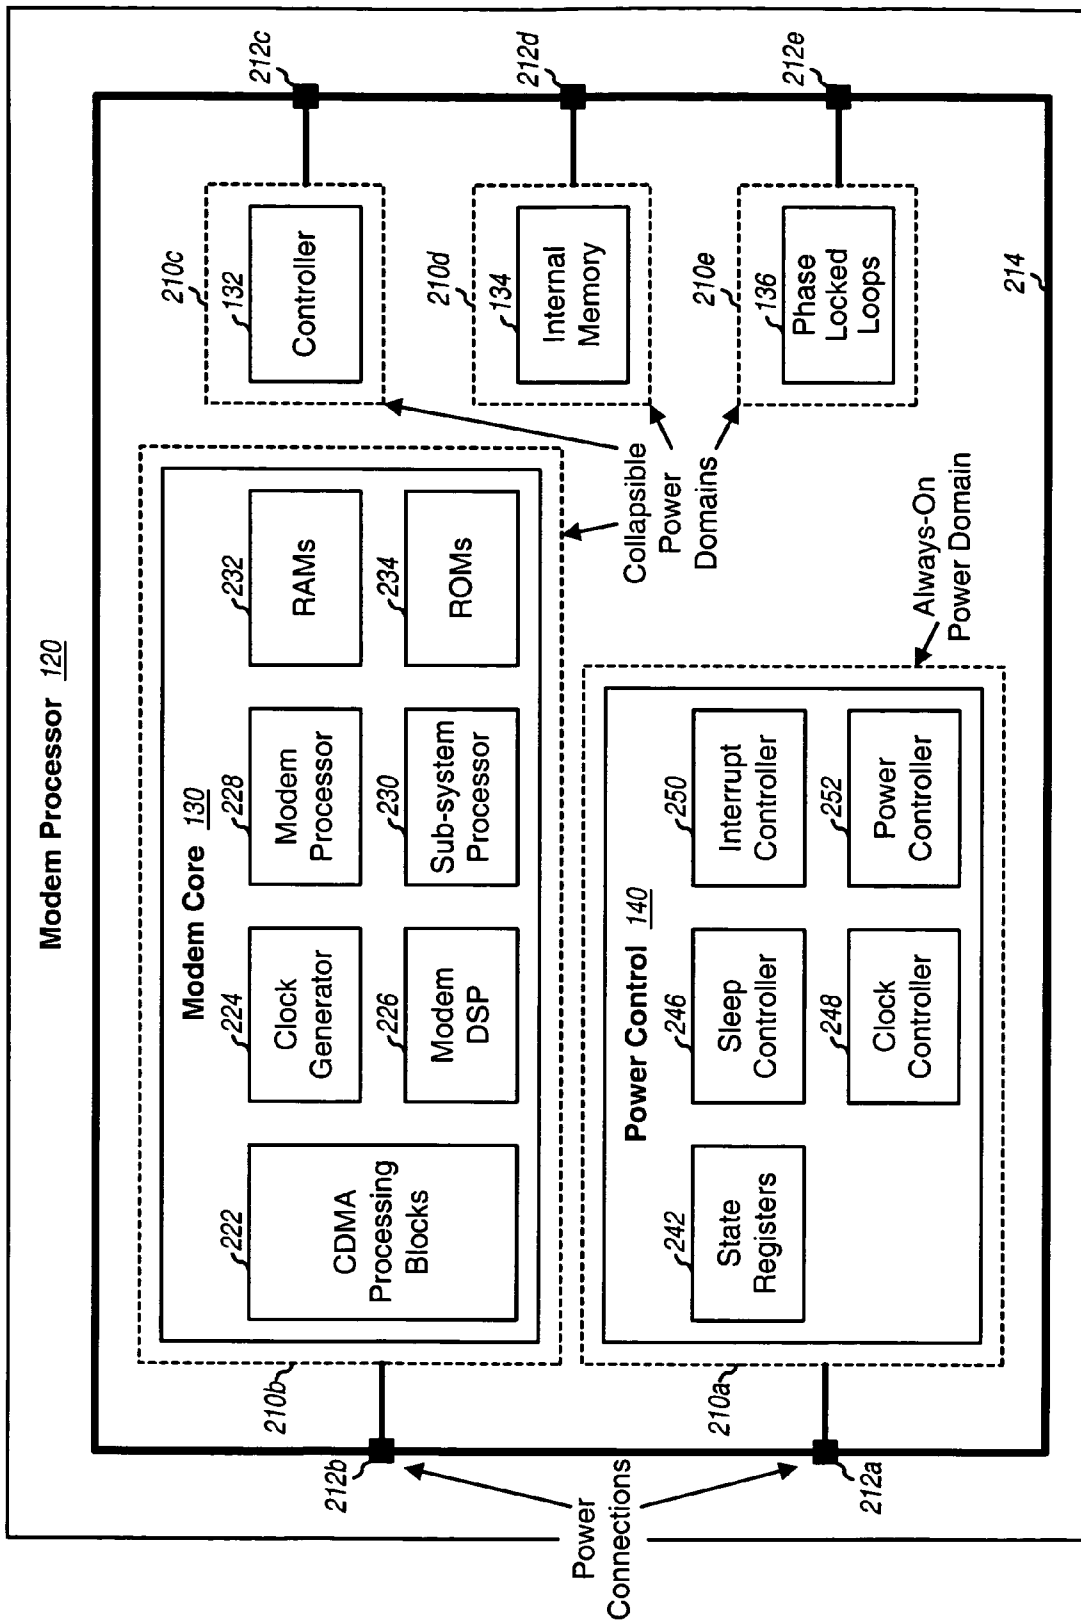 Modem Processor 120
Modem Core 130
222
CDMA
Processing
Blocks
224
Clock
Generator
226
Modem
DSP
228
Modem
Processor
230
Sub-system
Processor
232
RAMs
234
ROMs
210b
212b
Power
Connections
212a
210a
Power Control 140
242
State
Registers
246
Sleep
Controller
248
Clock
Controller
250
Interrupt
Controller
252
Power
Controller
Collapsible
Power
Domains
Always-On
Power Domain
210c
132
Controller
212c
210d
134
Internal
Memory
212d
210e
136
Phase
Locked
Loops
212e
214